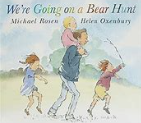 We're Going on a Bear Hunt
Michael Rosen Helen Oxenbury